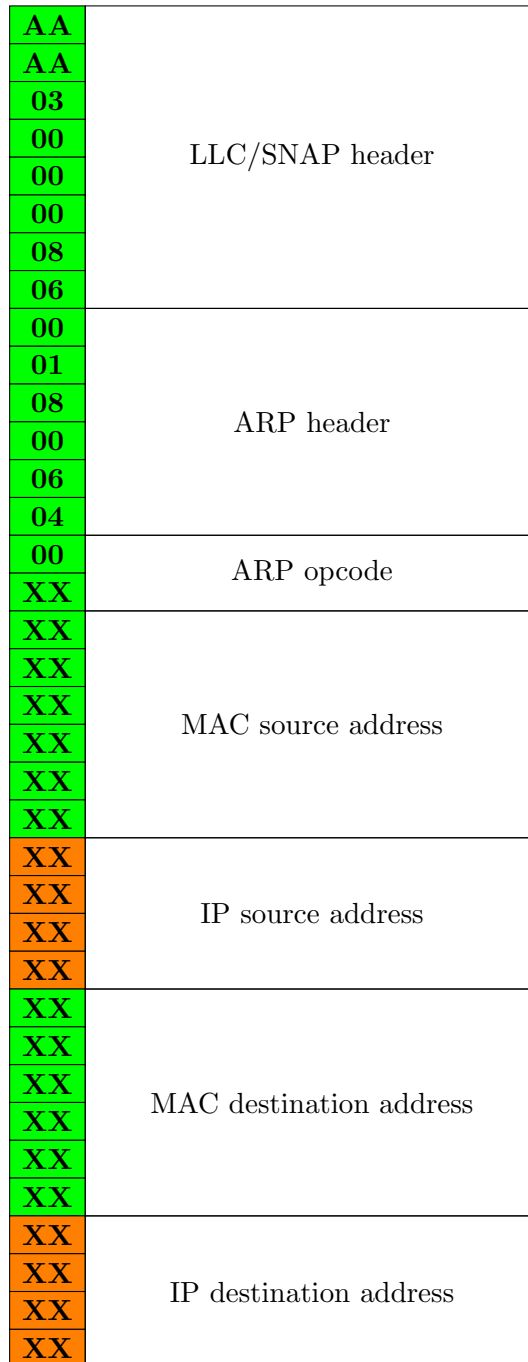 AA
AA
03
00
00
00
08
06
LLC/SNAP header
00
01
08
00
06
04
ARP header
00
XX
ARP opcode
XX
XX
XX
XX
XX
XX
MAC source address
XX
XX
XX
XX
IP source address
XX
XX
XX
XX
XX
XX
MAC destination address
XX
XX
XX
XX
IP destination address